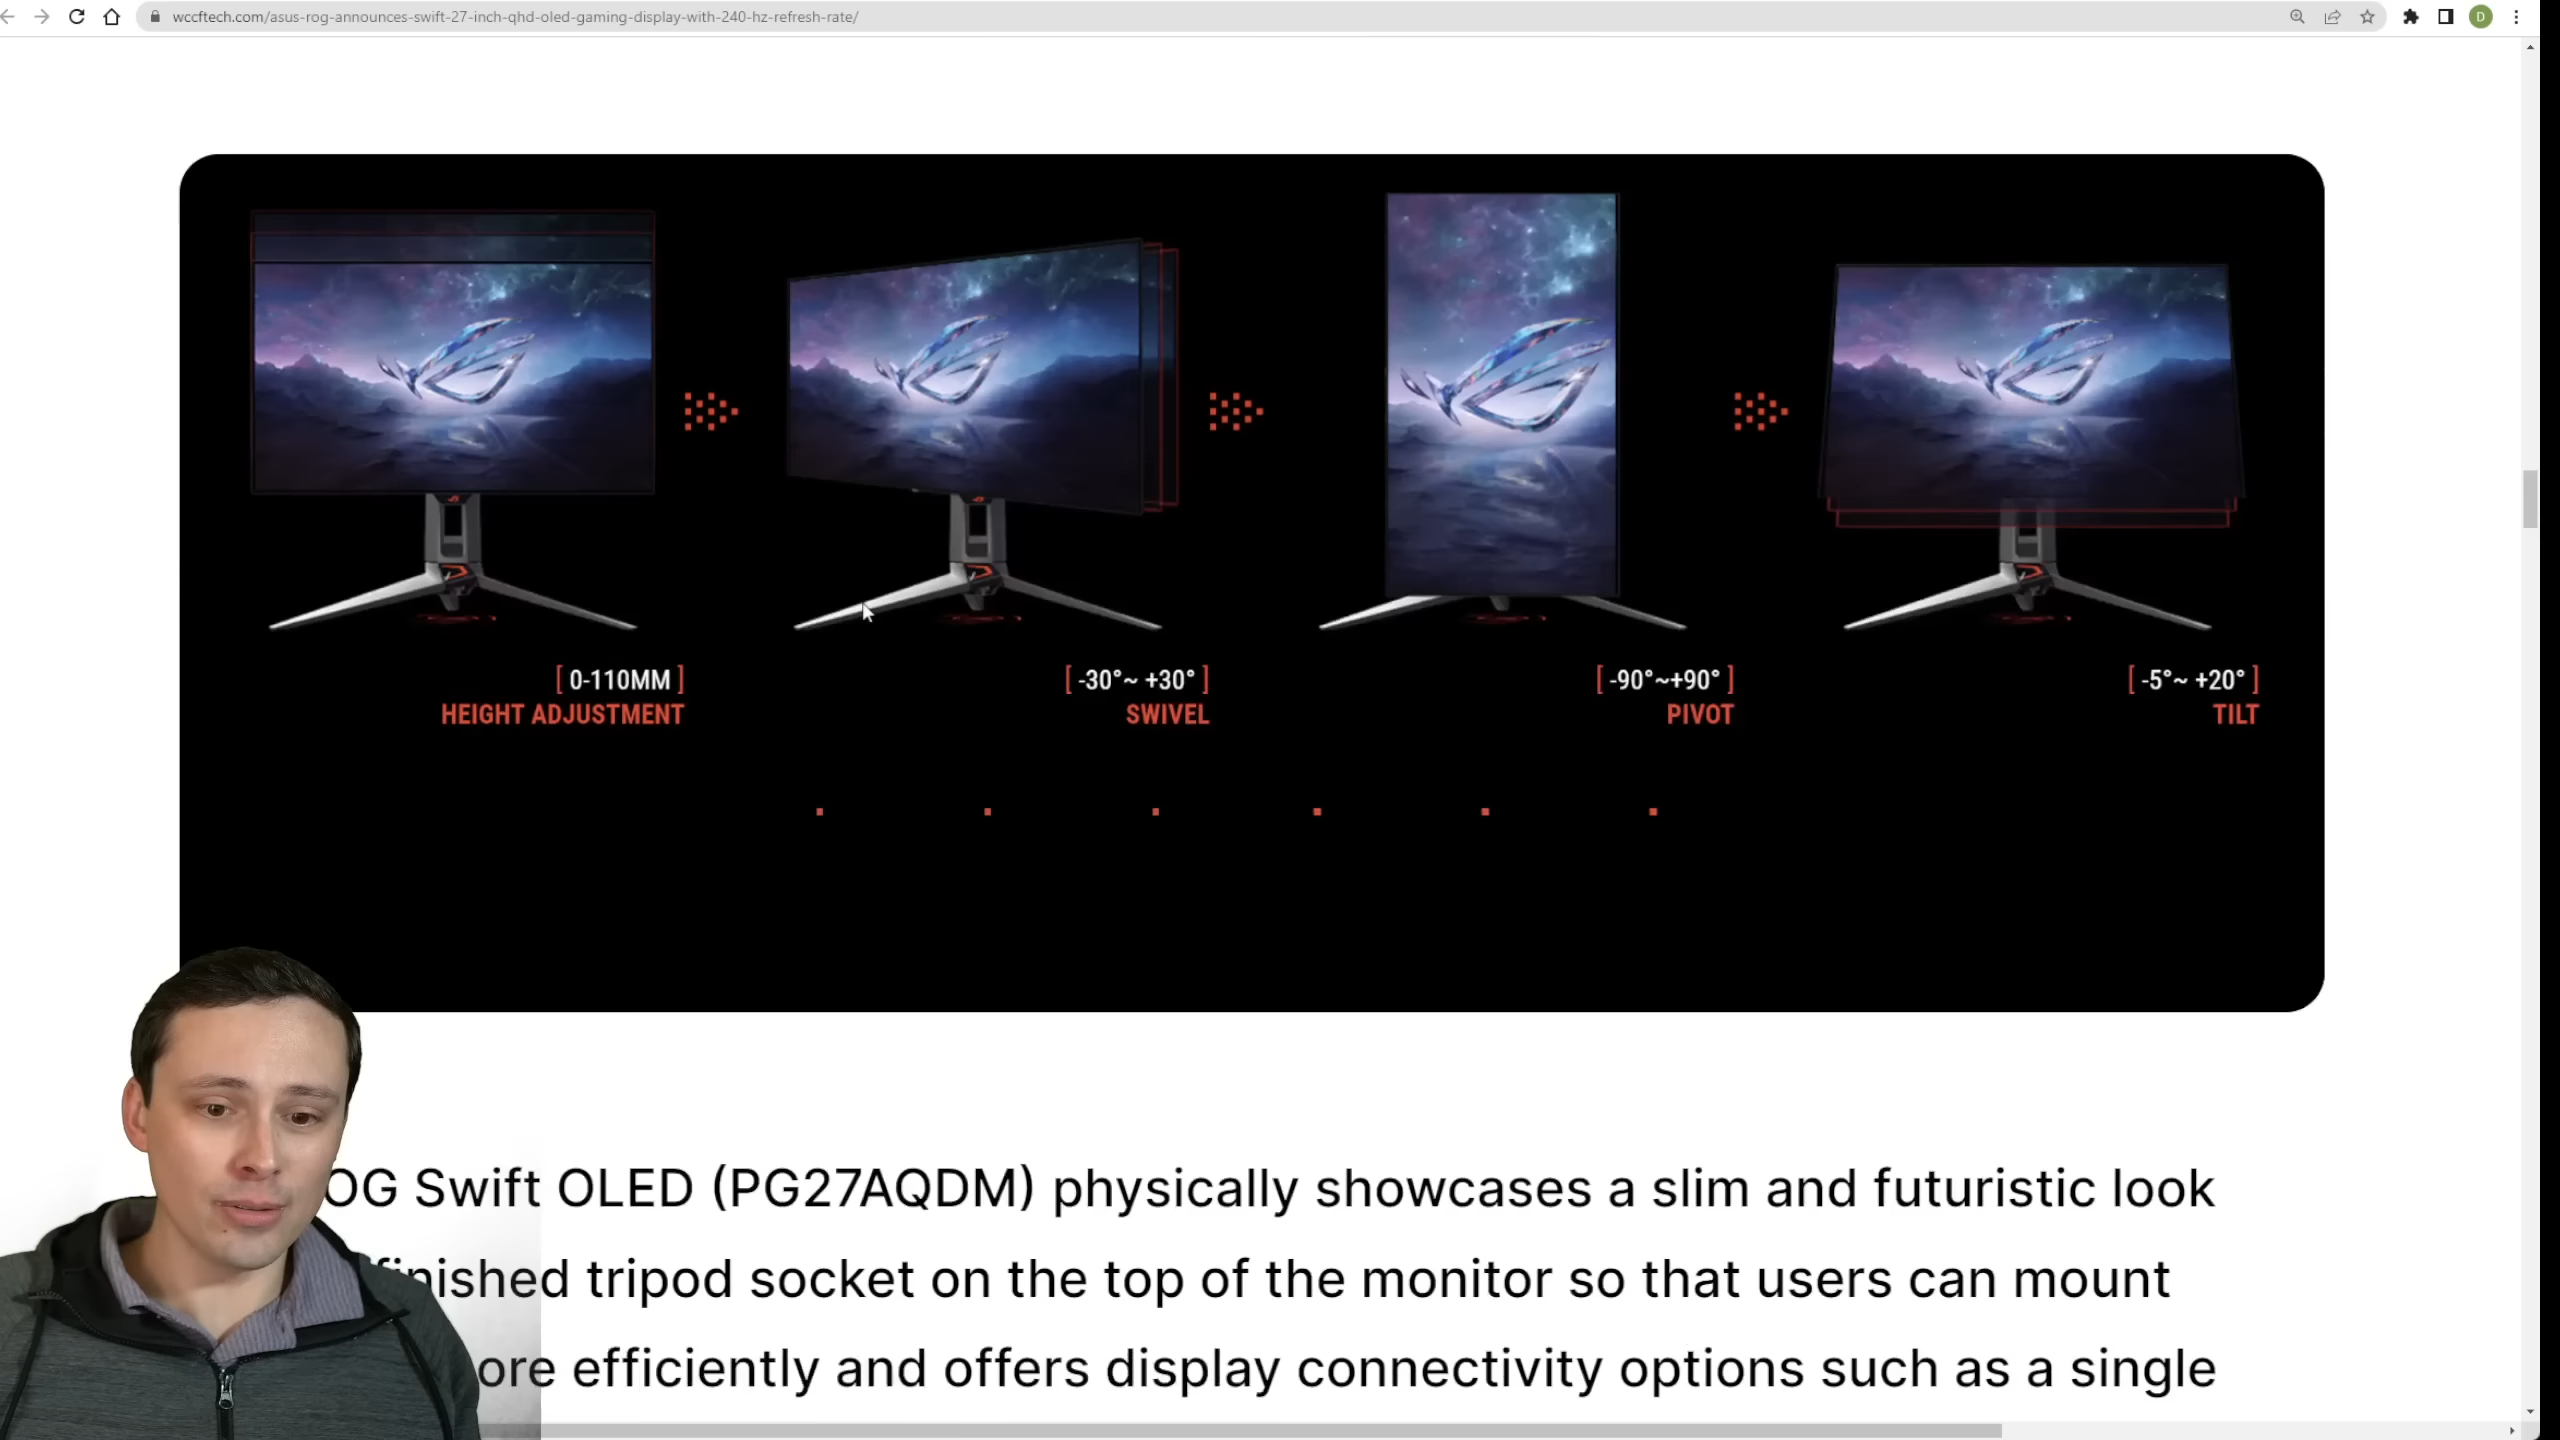 wccftech.com/asus-rog-announces-swift-27-inch-qhd-oled-gaming-display-with-240-hz-refresh-rate/
D
[ 0-110MM ]
HEIGHT ADJUSTMENT
[ -30°~ +30° ]
SWIVEL
[ -90°~+90° ]
PIVOT
[ -5°~ +20° ]
TILT
OG Swift OLED (PG27AQDM) physically showcases a slim and futuristic look
finished tripod socket on the top of the monitor so that users can mount
ore efficiently and offers display connectivity options such as a single